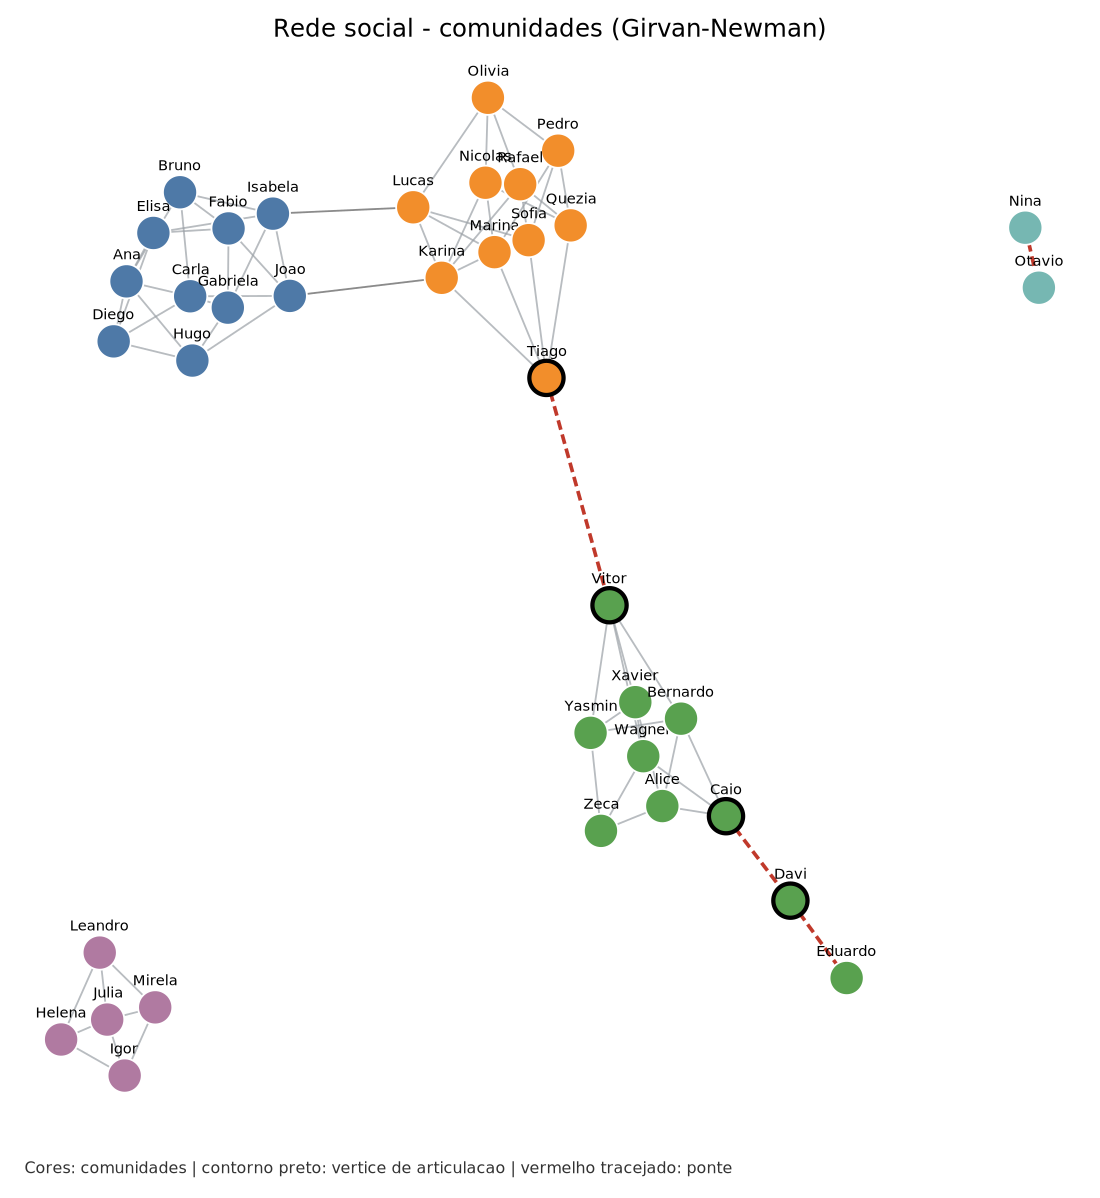 Rede social - comunidades (Girvan-Newman)
Olivia
Pedro
Nicolas
Rafael
Bruno
Lucas
Isabela
Quezia
Fabio
Elisa
Sofia
Marina
Nina
Karina
Ana
Otavio
Carla
Joao
Gabriela
Diego
Hugo
Tiago
Vitor
Xavier
Bernardo
Yasmin
Wagner
Alice
Caio
Zeca
Davi
Leandro
Eduardo
Mirela
Julia
Helena
Igor
Cores: comunidades | contorno preto: vertice de articulacao | vermelho tracejado: ponte